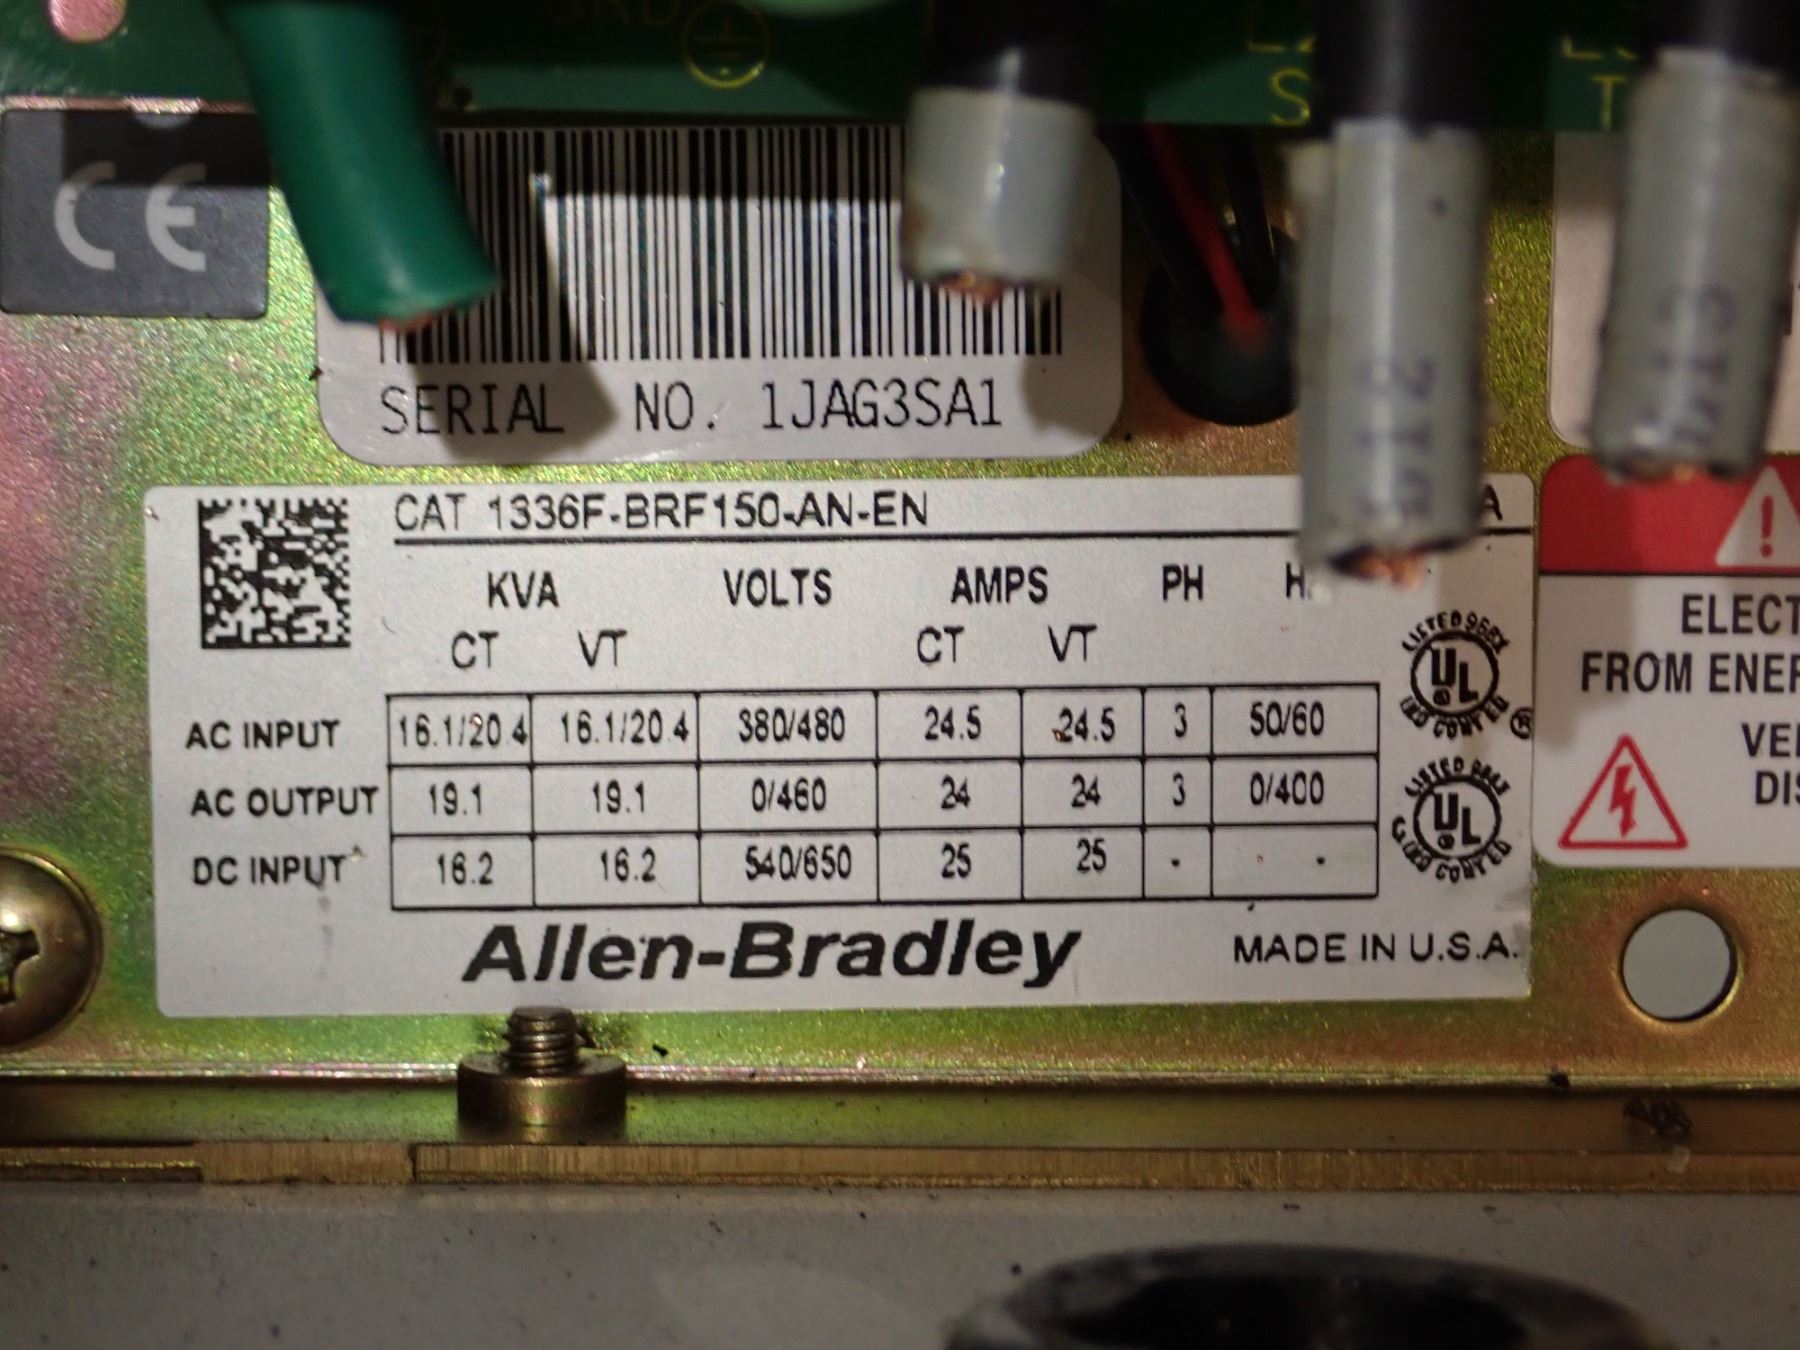 GRD
CE
SERIAL NO. 1JAG3SA1
CAT 1336F-BRF150-AN-EN A
KVA VOLTS AMPS PH
CT VT CT VT
AC INPUT 16.1/20.4 16.1/20.4 380/480 24.5 24.5 3 50/60
AC OUTPUT 19.1 19.1 0/460 24 24 3 0/400
DC INPUT 16.2 16.2 540/650 25 25 - -
UL
UL
Allen-Bradley
MADE IN U.S.A.
ELECT
FROM ENER
VE
DIS